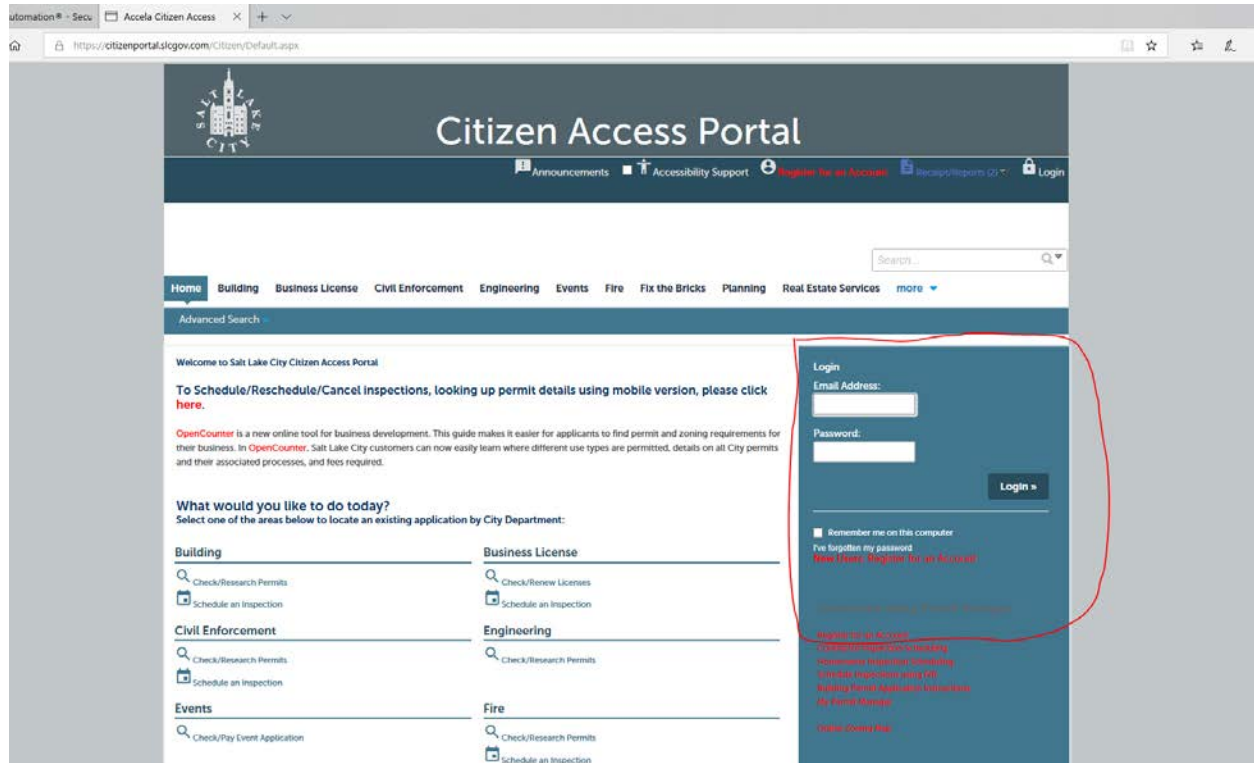 utomation® - Secu
Accela Citizen Access
https://citizenportal.slcgov.com/Citizen/Default.aspx
SALT LAKE CITY
Citizen Access Portal
Announcements Accessibility Support Register for an Account Receipt/Reports (2) Login
Search...
Home Building Business License Civil Enforcement Engineering Events Fire Fix the Bricks Planning Real Estate Services more
Advanced Search
Welcome to Salt Lake City Citizen Access Portal
To Schedule/Reschedule/Cancel inspections, looking up permit details using mobile version, please click
here.
OpenCounter is a new online tool for business development. This guide makes it easier for applicants to find permit and zoning requirements for
their business. In OpenCounter, Salt Lake City customers can now easily learn where different use types are permitted, details on all City permits
and their associated processes, and fees required.
What would you like to do today?
Select one of the areas below to locate an existing application by City Department:
Building
Check/Research Permits
Schedule an Inspection
Business License
Check/Renew Licenses
Schedule an Inspection
Civil Enforcement
Check/Research Permits
Schedule an Inspection
Engineering
Check/Research Permits
Events
Check/Pay Event Application
Fire
Check/Research Permits
Schedule an Inspection
Login
Email Address:
Password:
Login »
Remember me on this computer
I've forgotten my password
New Users: Register for an Account
Register for an Account
Building Permit Application Instructions